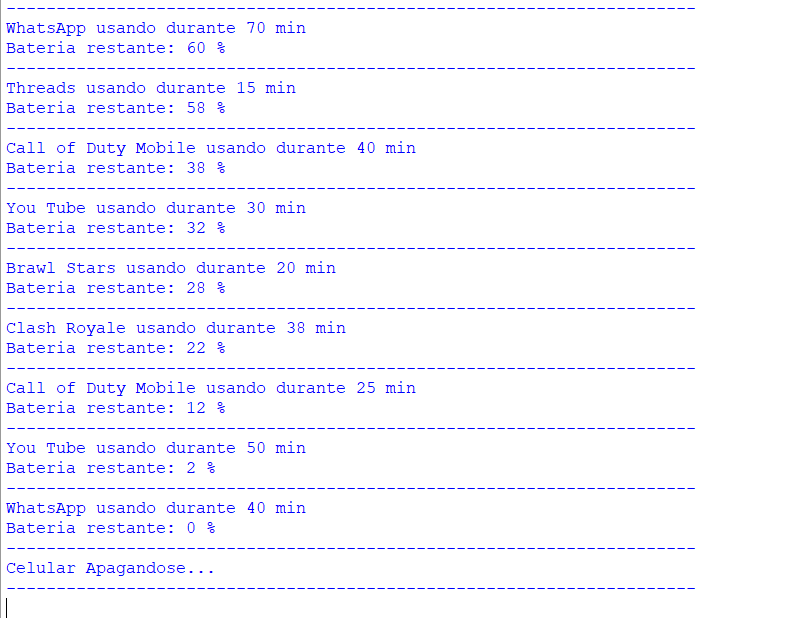 ---------------------------------------------------------------------
WhatsApp usando durante 70 min
Bateria restante: 60 %
---------------------------------------------------------------------
Threads usando durante 15 min
Bateria restante: 58 %
---------------------------------------------------------------------
Call of Duty Mobile usando durante 40 min
Bateria restante: 38 %
---------------------------------------------------------------------
You Tube usando durante 30 min
Bateria restante: 32 %
---------------------------------------------------------------------
Brawl Stars usando durante 20 min
Bateria restante: 28 %
---------------------------------------------------------------------
Clash Royale usando durante 38 min
Bateria restante: 22 %
---------------------------------------------------------------------
Call of Duty Mobile usando durante 25 min
Bateria restante: 12 %
---------------------------------------------------------------------
You Tube usando durante 50 min
Bateria restante: 2 %
---------------------------------------------------------------------
WhatsApp usando durante 40 min
Bateria restante: 0 %
---------------------------------------------------------------------
Celular Apagandose...
---------------------------------------------------------------------